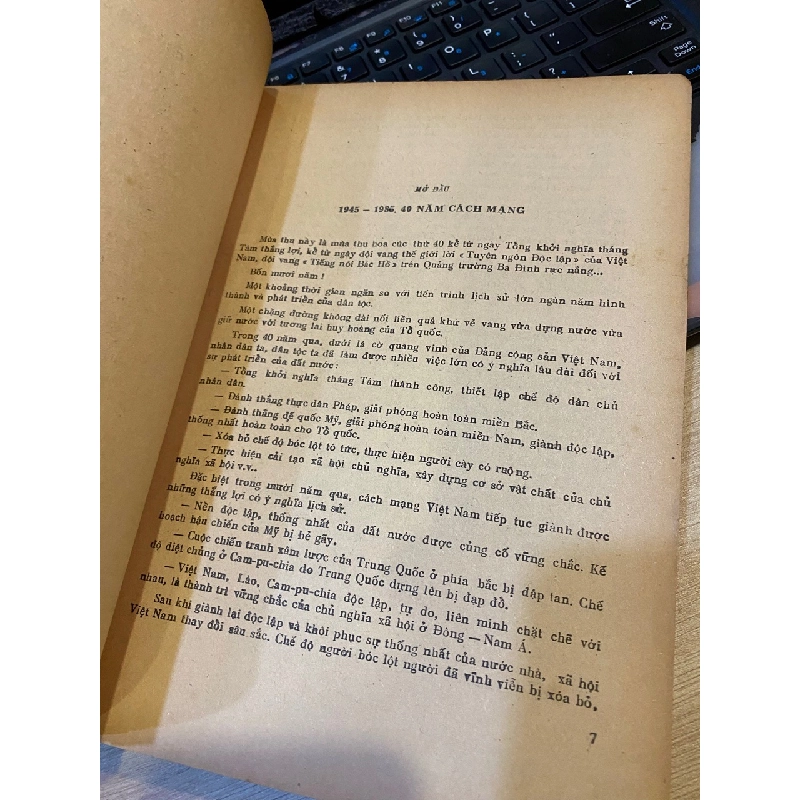 MỞ ĐẦU
1945 — 1985, 40 NĂM CÁCH MẠNG
Mùa thu này là mùa thu hoa cúc thứ 40 kể từ ngày Tổng khởi nghĩa tháng
Tám thắng lợi, kể từ ngày dội vang thế giới lời « Tuyên ngôn Độc lập » của Việt
Nam, dội vang « Tiếng nói Bác Hồ » trên Quảng trường Ba Đình rực nắng...
Bốn mươi năm !
Một khoảng thời gian ngắn so với tiến trình lịch sử lớn ngàn năm hình
thành và phát triển của dân tộc.
Một chặng đường không dài nối liền quá khứ vẻ vang vừa dựng nước vừa
giữ nước với tương lai huy hoàng của Tổ quốc.
Trong 40 năm qua, dưới lá cờ quang vinh của Đảng cộng sản Việt Nam,
nhân dân ta, dân tộc ta đã làm được nhiều việc lớn có ý nghĩa lâu dài đối với
sự phát triển của đất nước:
— Tổng khởi nghĩa tháng Tám thành công, thiết lập chế độ dân chủ
nhân dân.
— Đánh thắng thực dân Pháp, giải phóng hoàn toàn miền Bắc.
— Đánh thắng đế quốc Mỹ, giải phóng hoàn toàn miền Nam, giành độc lập,
thống nhất hoàn toàn cho Tổ quốc.
— Xóa bỏ chế độ bóc lột tô tức, thực hiện người cày có ruộng.
— Thực hiện cải tạo xã hội chủ nghĩa, xây dựng cơ sở vật chất của chủ
nghĩa xã hội v.v..
Đặc biệt trong mười năm qua, cách mạng Việt Nam tiếp tục giành được
những thắng lợi có ý nghĩa lịch sử.
— Nền độc lập, thống nhất của đất nước được củng cố vững chắc. Kế
hoạch hậu chiến của Mỹ bị bẻ gãy.
— Cuộc chiến tranh xâm lược của Trung Quốc ở phía bắc bị đập tan. Chế
độ diệt chủng ở Cam-pu-chia do Trung Quốc dựng lên bị đạp đổ.
— Việt Nam, Lào, Cam-pu-chia độc lập, tự do, liên minh chặt chẽ với
nhau, là thành trì vững chắc của chủ nghĩa xã hội ở Đông — Nam Á.
Sau khi giành lại độc lập và khôi phục sự thống nhất của nước nhà, xã hội
Việt Nam thay đổi sâu sắc. Chế độ người bóc lột người đã vĩnh viễn bị xóa bỏ.
7